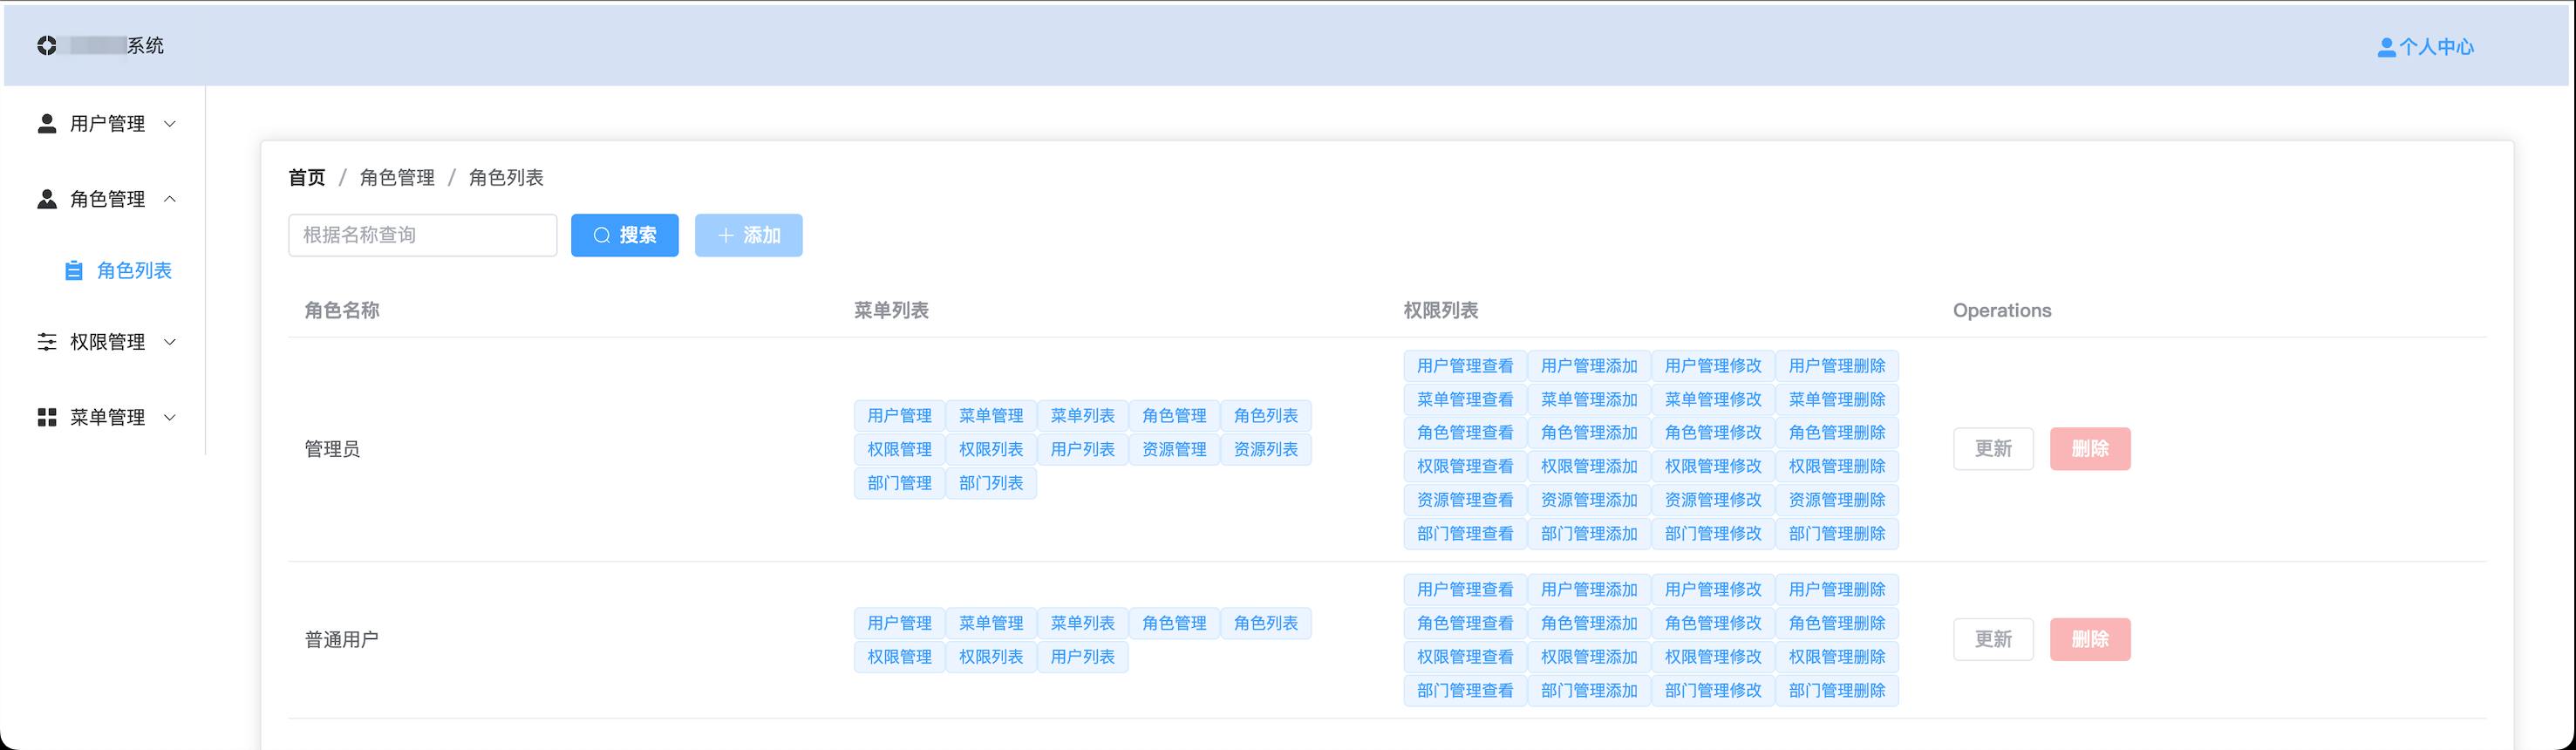 系统
个人中心
用户管理
角色管理
角色列表
权限管理
菜单管理
首页 / 角色管理 / 角色列表
根据名称查询 搜索 添加
角色名称 菜单列表 权限列表 Operations
管理员
用户管理 菜单管理 菜单列表 角色管理 角色列表
权限管理 权限列表 用户列表 资源管理 资源列表
部门管理 部门列表
用户管理查看 用户管理添加 用户管理修改 用户管理删除
菜单管理查看 菜单管理添加 菜单管理修改 菜单管理删除
角色管理查看 角色管理添加 角色管理修改 角色管理删除
权限管理查看 权限管理添加 权限管理修改 权限管理删除
资源管理查看 资源管理添加 资源管理修改 资源管理删除
部门管理查看 部门管理添加 部门管理修改 部门管理删除
更新 删除
普通用户
用户管理 菜单管理 菜单列表 角色管理 角色列表
权限管理 权限列表 用户列表
用户管理查看 用户管理添加 用户管理修改 用户管理删除
角色管理查看 角色管理添加 角色管理修改 角色管理删除
权限管理查看 权限管理添加 权限管理修改 权限管理删除
部门管理查看 部门管理添加 部门管理修改 部门管理删除
更新 删除